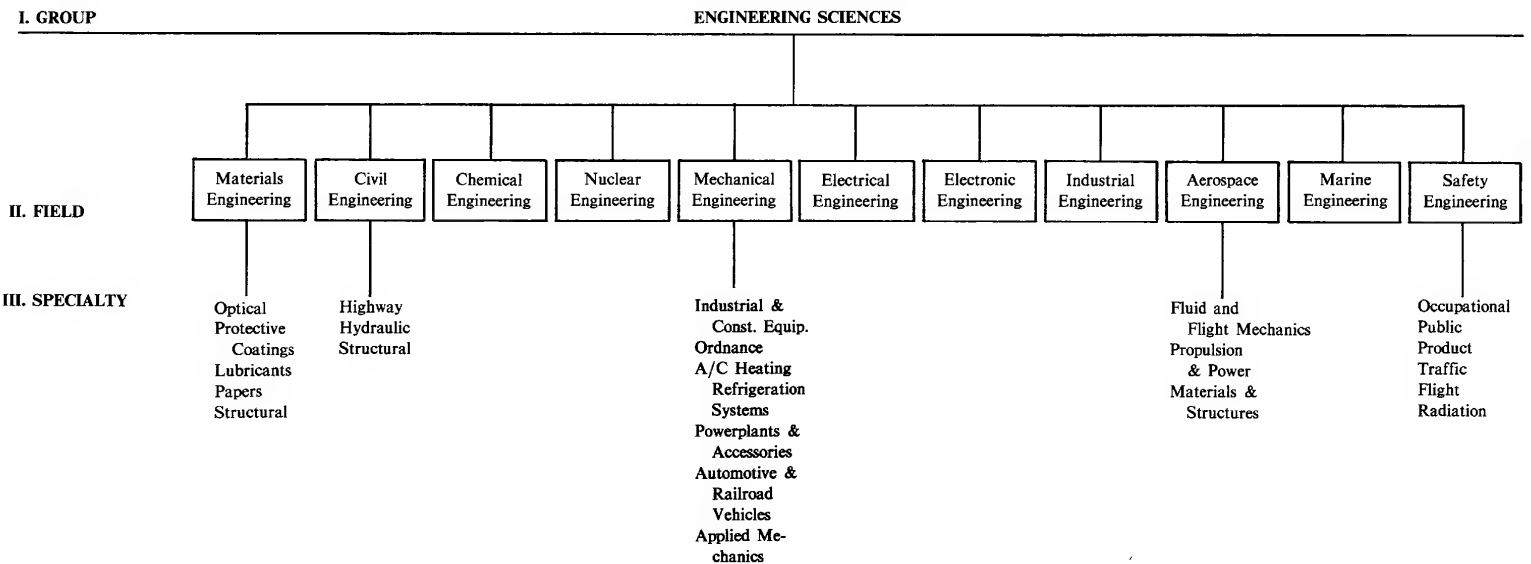 I. GROUP
ENGINEERING SCIENCES
II. FIELD
Materials
Engineering
Civil
Engineering
Chemical
Engineering
Nuclear
Engineering
Mechanical
Engineering
Electrical
Engineering
Electronic
Engineering
Industrial
Engineering
Aerospace
Engineering
Marine
Engineering
Safety
Engineering
III. SPECIALTY
Optical
Protective
Coatings
Lubricants
Papers
Structural
Highway
Hydraulic
Structural
Industrial &
Const. Equip.
Ordnance
A/C Heating
Refrigeration
Systems
Powerplants &
Accessories
Automotive &
Railroad
Vehicles
Applied Me-
chanics
Fluid and
Flight Mechanics
Propulsion
& Power
Materials &
Structures
Occupational
Public
Product
Traffic
Flight
Radiation